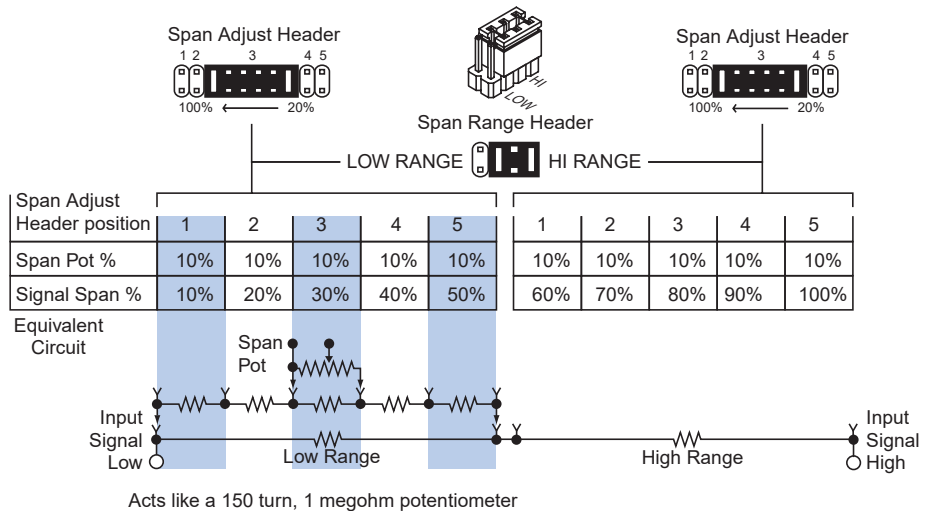 Span Adjust Header
1 2 3 4 5
100% 20%
HI
LOW
Span Range Header
Span Adjust Header
1 2 3 4 5
100% 20%
LOW RANGE HI RANGE
Span Adjust
Header position 1 2 3 4 5 1 2 3 4 5
Span Pot % 10% 10% 10% 10% 10% 10% 10% 10% 10% 10%
Signal Span % 10% 20% 30% 40% 50% 60% 70% 80% 90% 100%
Equivalent
Circuit
Span
Pot
Input
Signal
Low
Low Range
High Range
Input
Signal
High
Acts like a 150 turn, 1 megohm potentiometer